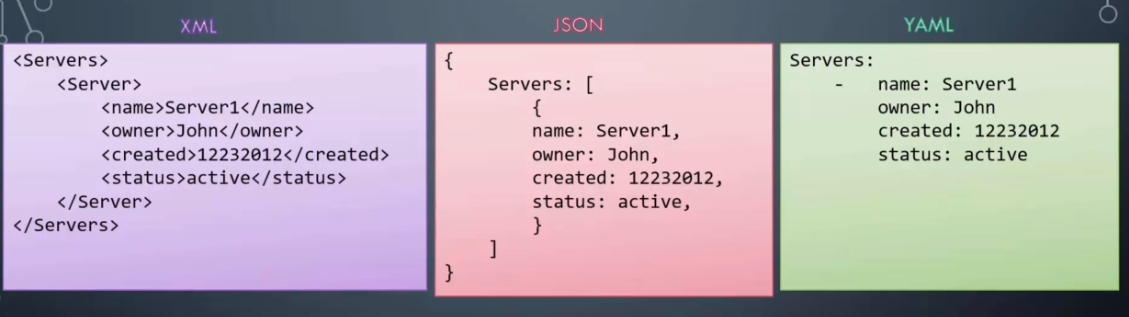 XML
<Servers>
    <Server>
        <name>Server1</name>
        <owner>John</owner>
        <created>12232012</created>
        <status>active</status>
    </Server>
</Servers>
JSON
{
    Servers: [
        {
        name: Server1,
        owner: John,
        created: 12232012,
        status: active,
        }
    ]
}
YAML
Servers:
    -   name: Server1
        owner: John
        created: 12232012
        status: active